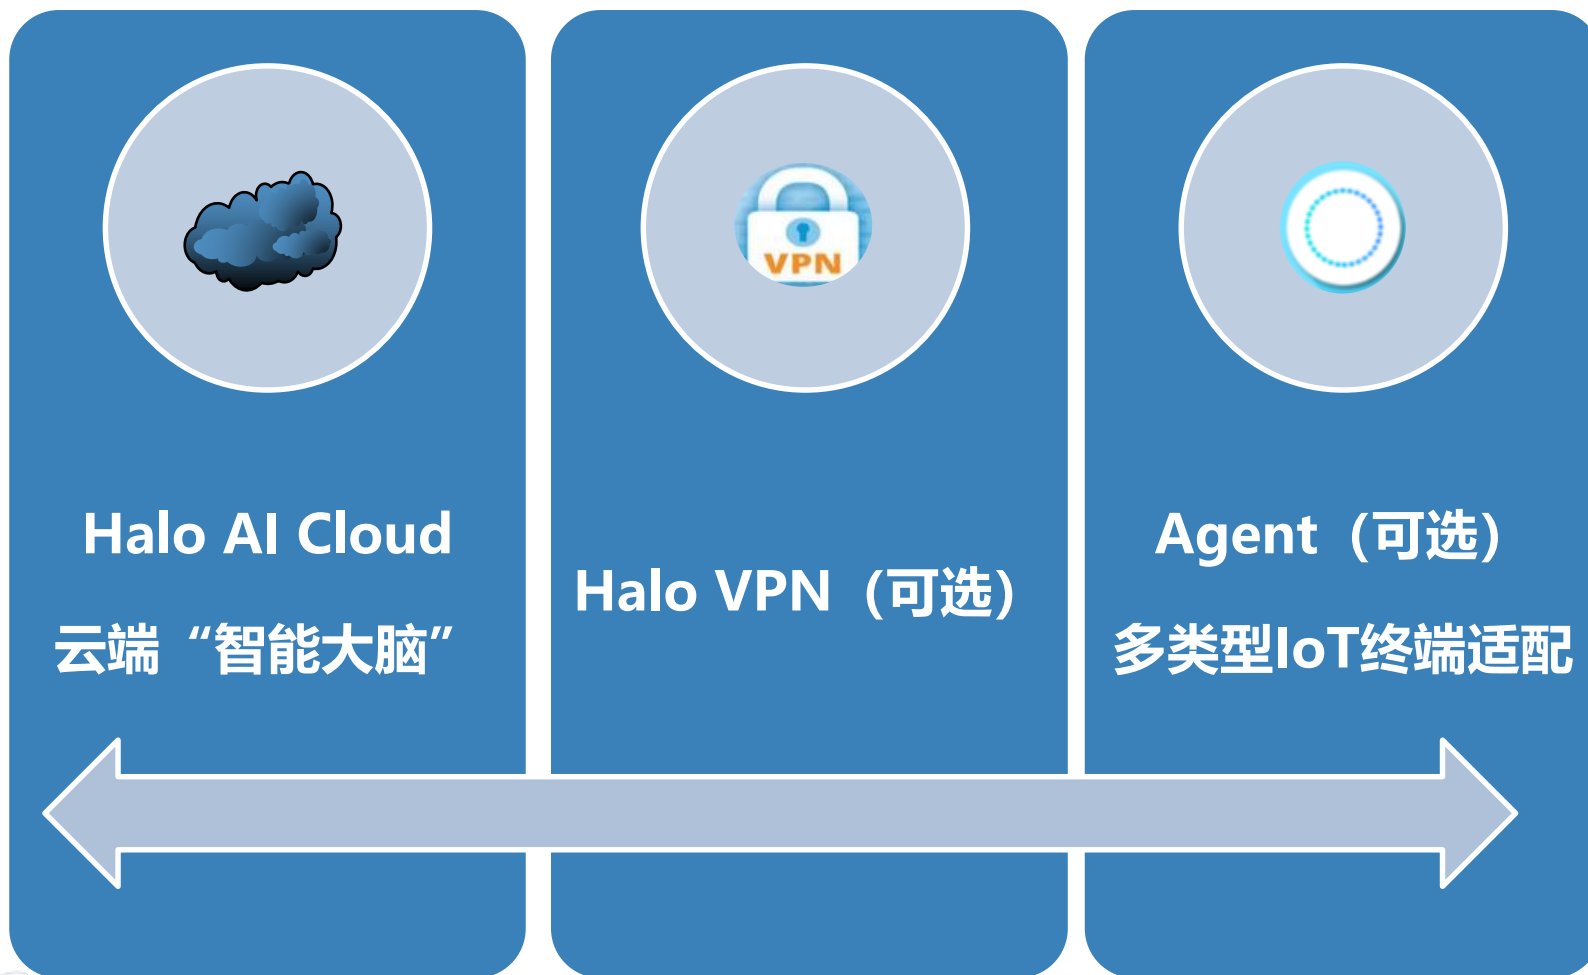 VPN
Halo AI Cloud
云端“智能大脑”
Halo VPN（可选）
Agent（可选）
多类型IoT终端适配